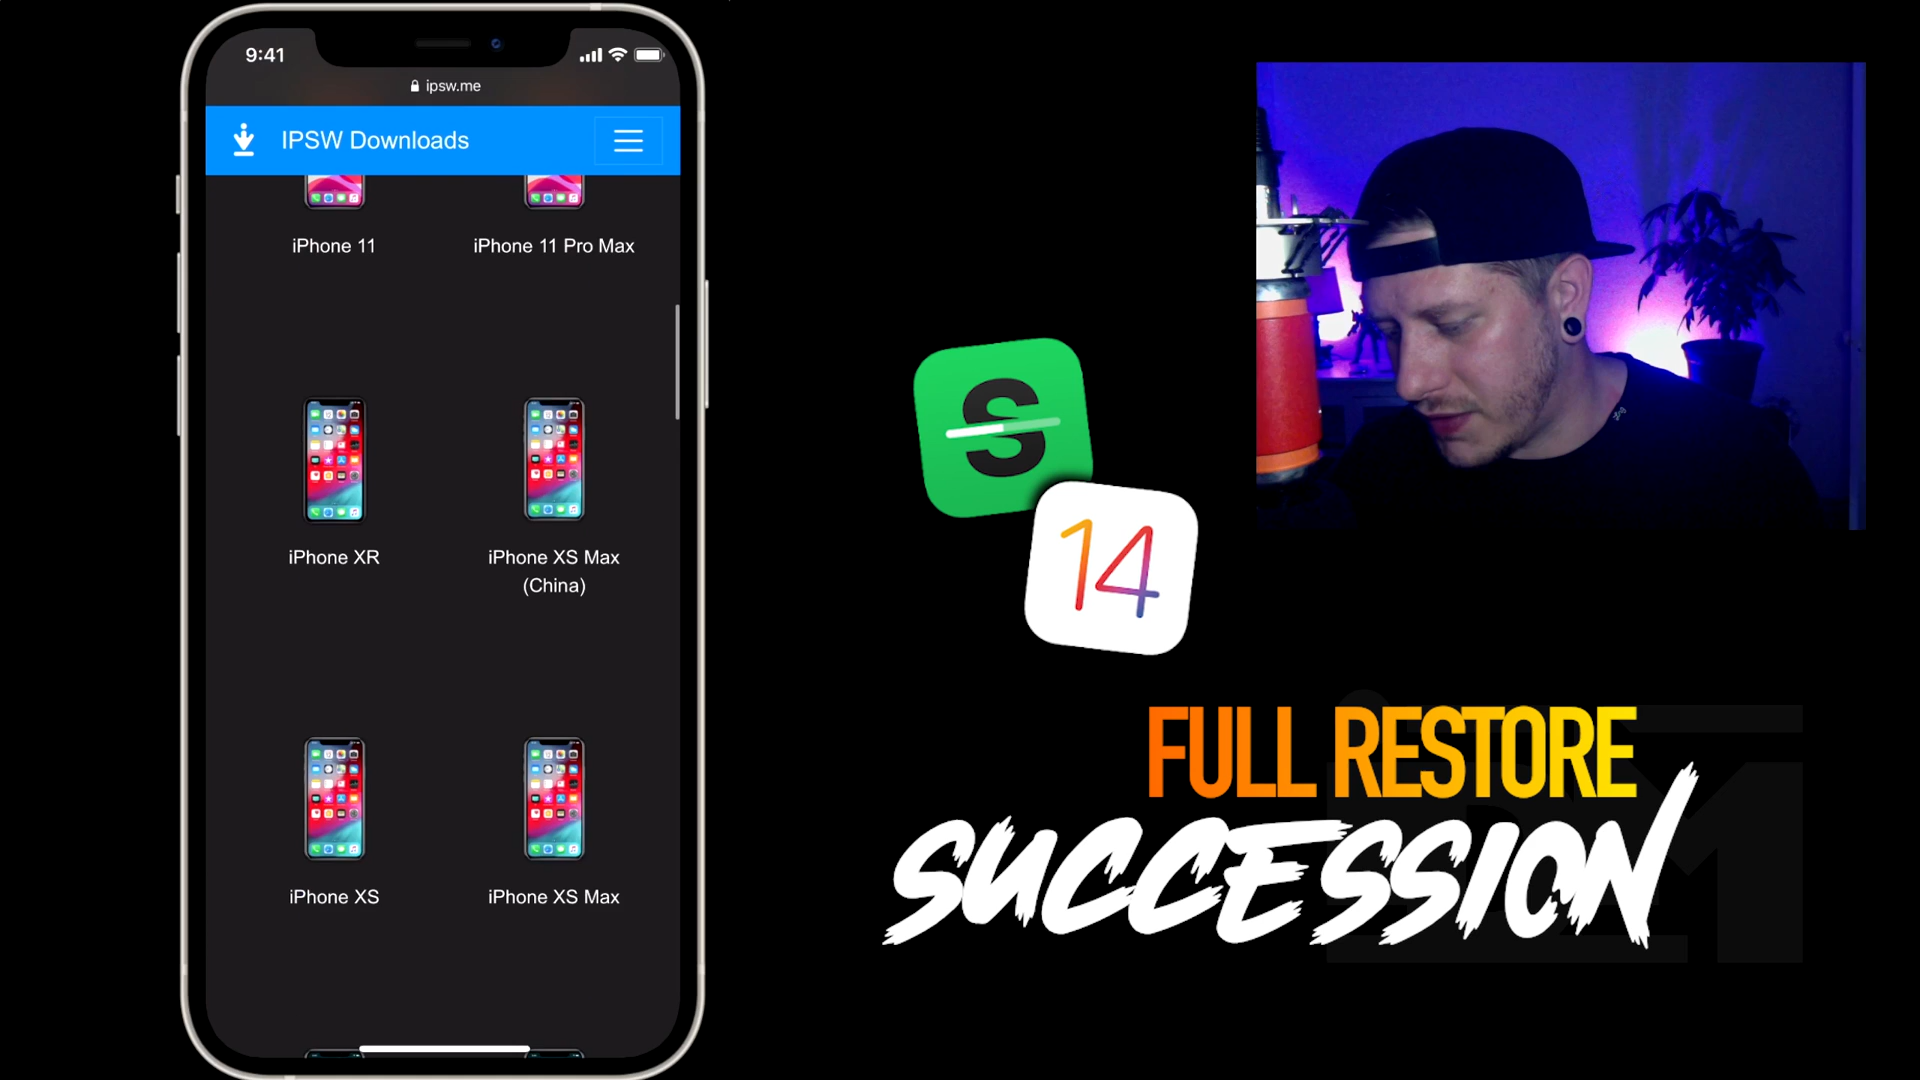 9:41
ipsw.me
IPSW Downloads
iPhone 11
iPhone 11 Pro Max
iPhone XR
iPhone XS Max
(China)
iPhone XS
iPhone XS Max
S
14
FULL RESTORE
SUCCESSION